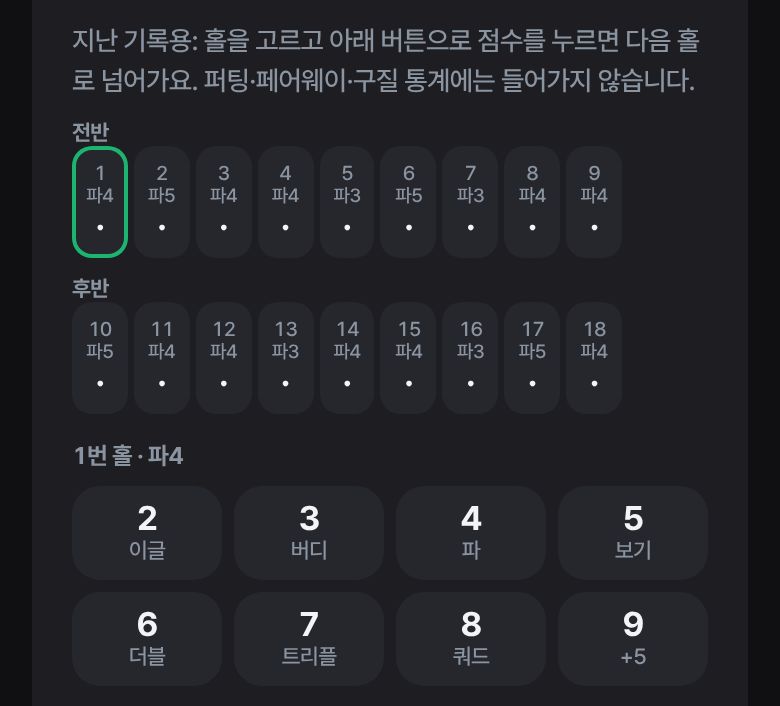 지난 기록용: 홀을 고르고 아래 버튼으로 점수를 누르면 다음 홀
로 넘어가요. 퍼팅·페어웨이·구질 통계에는 들어가지 않습니다.
전반
1 2 3 4 5 6 7 8 9
파4 파5 파4 파4 파3 파5 파3 파4 파4
• • • • • • • • •
후반
10 11 12 13 14 15 16 17 18
파5 파4 파4 파3 파4 파4 파3 파5 파4
• • • • • • • • •
1번 홀 · 파4
2 3 4 5
이글 버디 파 보기
6 7 8 9
더블 트리플 쿼드 +5